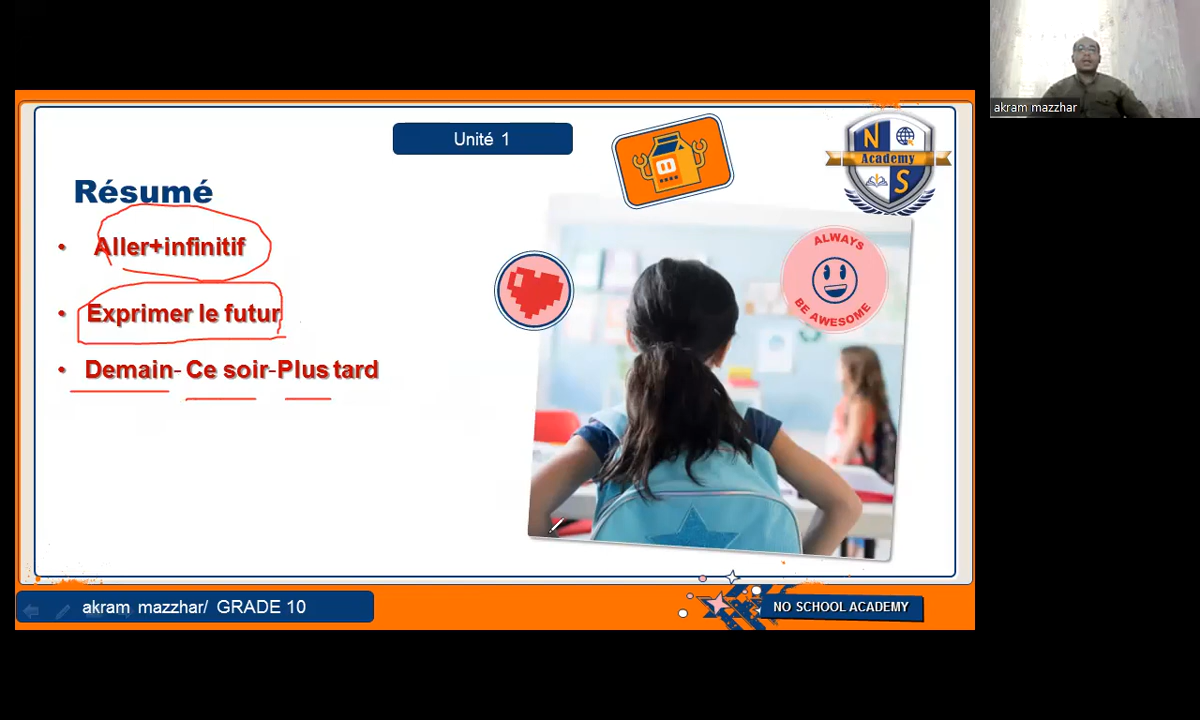 akram mazzhar
Unité 1
N
Academy
S
Résumé
• Aller+infinitif
• Exprimer le futur
• Demain- Ce soir-Plus tard
ALWAYS
BE AWESOME
akram mazzhar/ GRADE 10
NO SCHOOL ACADEMY